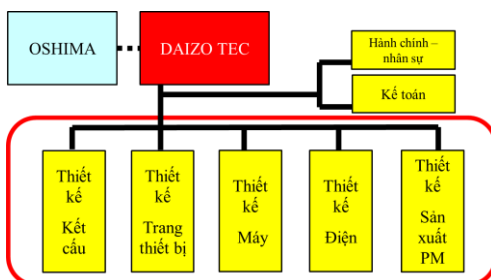 OSHIMA
DAIZO TEC
Hành chính –
nhân sự
Kế toán
Thiết
kế
Kết
cấu
Thiết
kế
Trang
thiết bị
Thiết
kế
Máy
Thiết
kế
Điện
Thiết
kế
Sản
xuất
PM